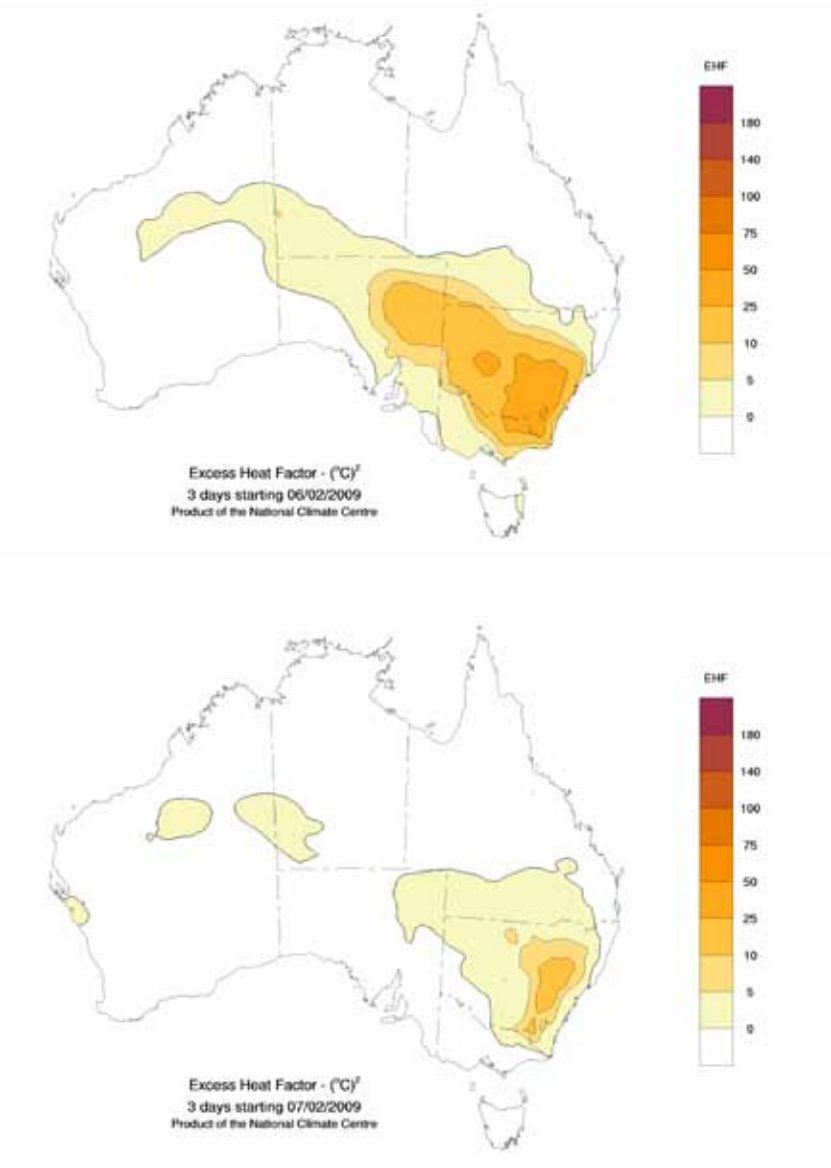 EHF
180
140
100
75
50
25
10
5
0
Excess Heat Factor - (°C)²
3 days starting 06/02/2009
Product of the National Climate Centre
EHF
180
140
100
75
50
25
10
5
0
Excess Heat Factor - (°C)²
3 days starting 07/02/2009
Product of the National Climate Centre